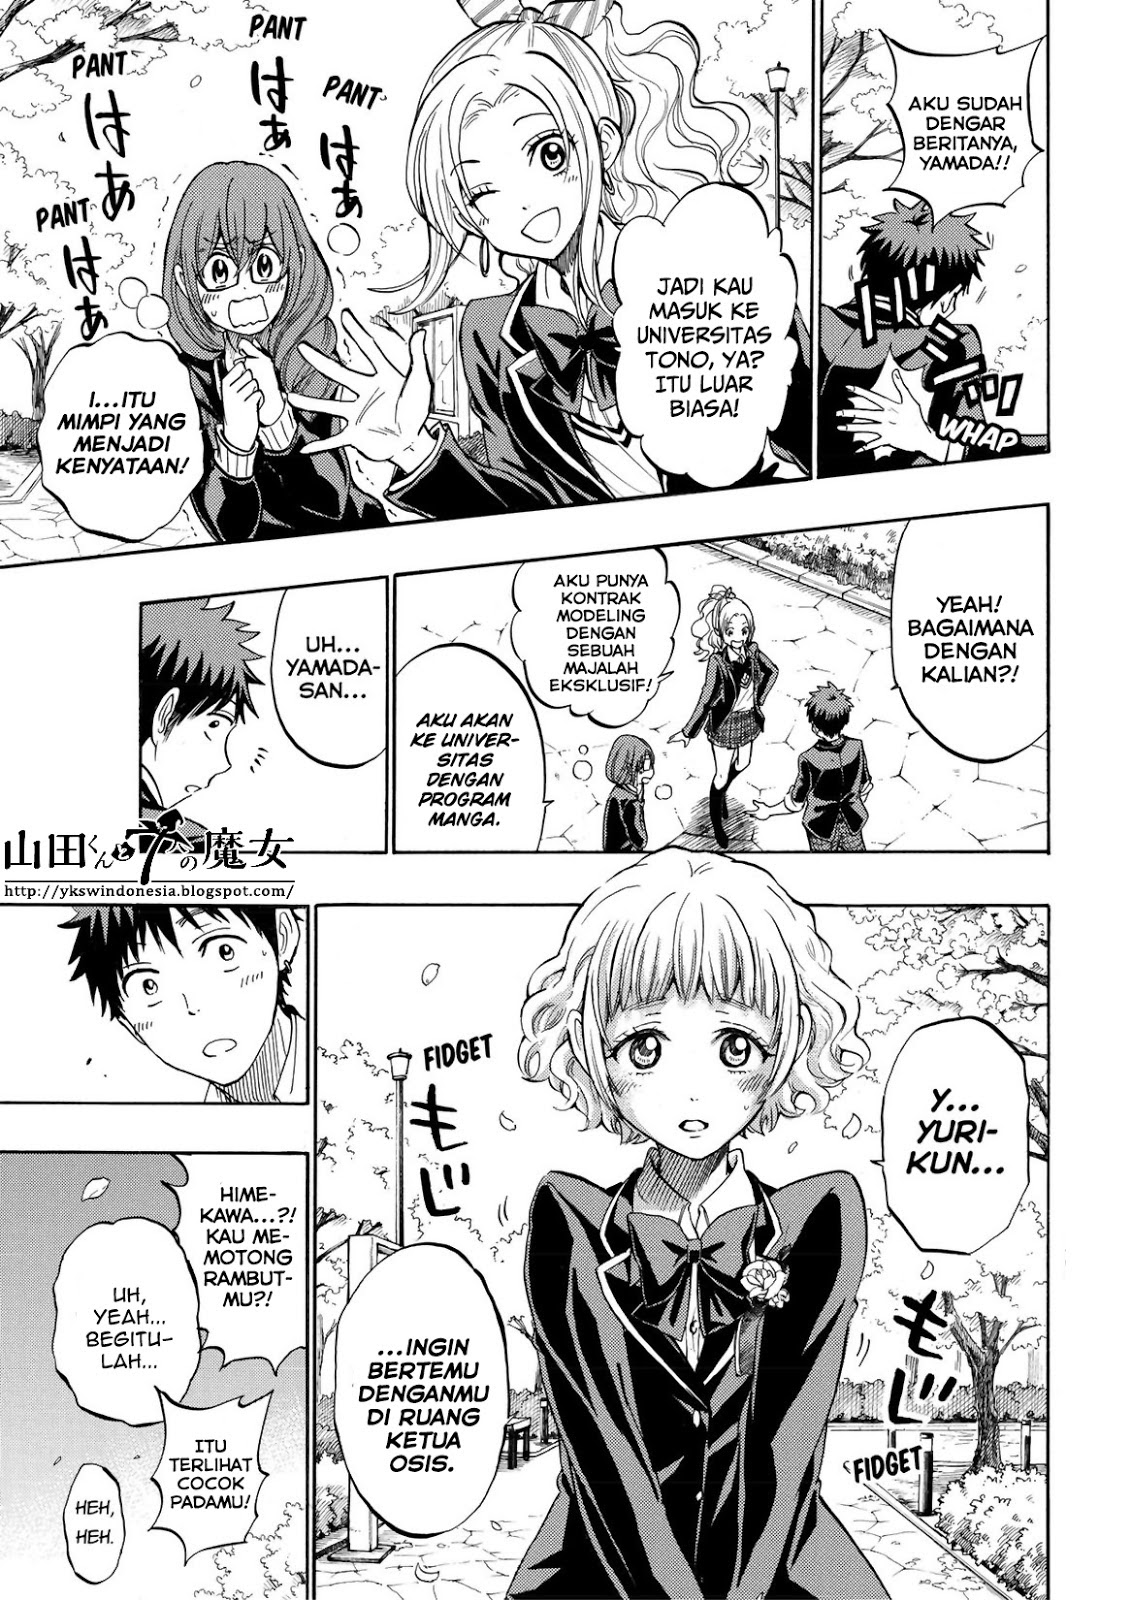 AKU SUDAH
DENGAR
BERITANYA,
YAMADA!!
WHAP
JADI KAU
MASUK KE
UNIVERSITAS
TONO, YA?
ITU LUAR
BIASA!
PANT
はぁ
PANT
はぁ
PANT
はぁ
PANT
はぁ
I...ITU
MIMPI YANG
MENJADI
KENYATAAN!
YEAH!
BAGAIMANA
DENGAN
KALIAN?!
AKU PUNYA
KONTRAK
MODELING
DENGAN
SEBUAH
MAJALAH
EKSKLUSIF!
AKU AKAN
KE UNIVER-
SITAS
DENGAN
PROGRAM
MANGA.
UH...
YAMADA-
SAN...
山田くんと7人の魔女
http://ykswindonesia.blogspot.com/
Y...
YURI-
KUN...
FIDGET
もじ
もじ
FIDGET
...INGIN
BERTEMU
DENGANMU
DI RUANG
KETUA
OSIS.
HIME-
KAWA...?!
KAU ME-
MOTONG
RAMBUT-
MU?!
UH,
YEAH...
BEGITU-
LAH...
ITU
TERLIHAT
COCOK
PADAMU!
HEH,
HEH.